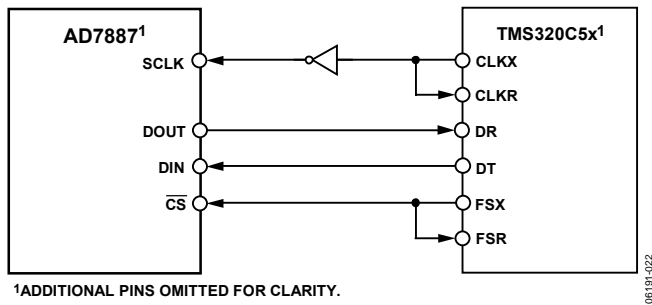 AD7887¹
TMS320C5x¹
SCLK
CLKX
CLKR
DOUT
DR
DIN
DT
CS
FSX
FSR
¹ADDITIONAL PINS OMITTED FOR CLARITY.
06191-022